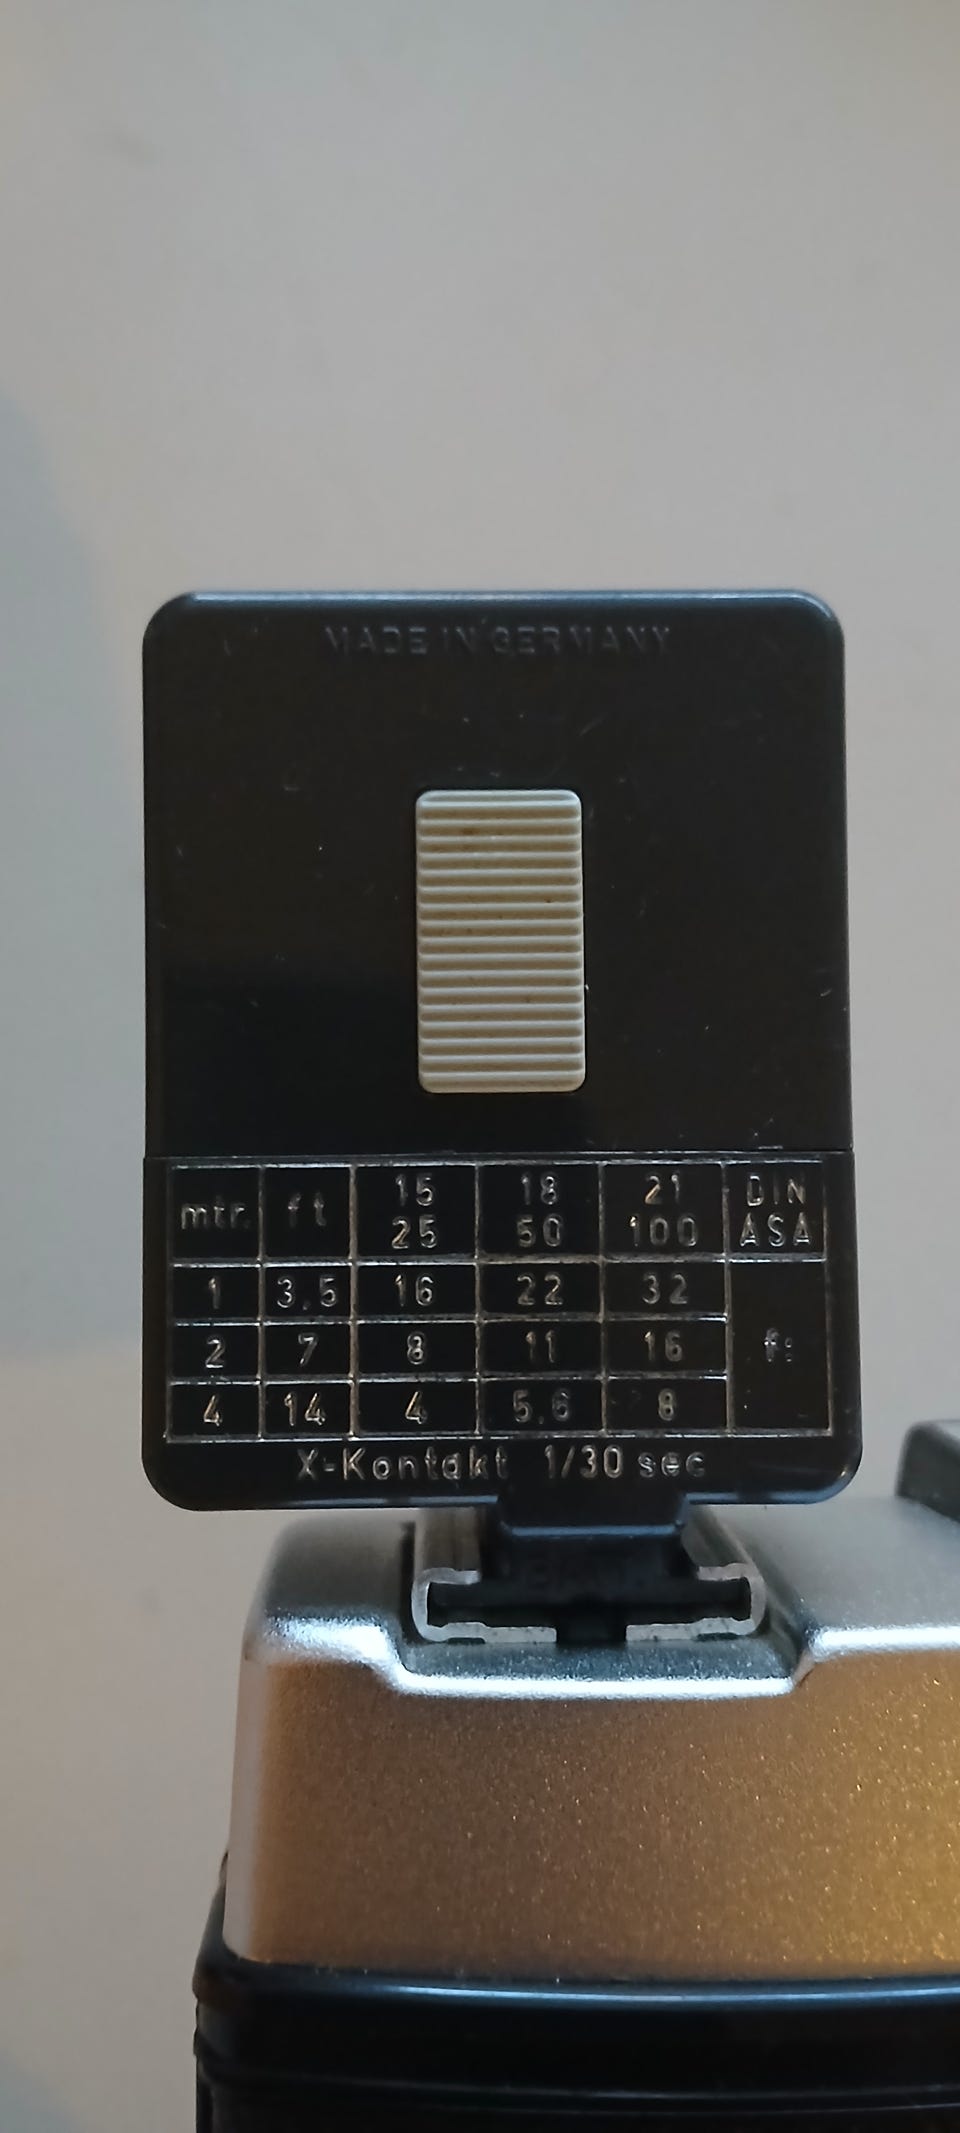 MADE IN GERMANY
mtr. ft 15 18 21 DIN
25 50 100 ASA
1 3,5 16 22 32
2 7 8 11 16 f:
4 14 4 5,6 8
X-Kontakt 1/30 sec